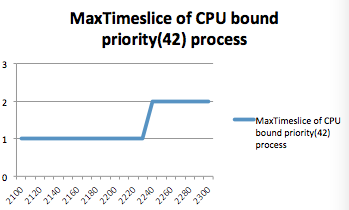 MaxTimeslice of CPU bound
priority(42) process
3
2
1
0
MaxTimeslice of CPU
bound priority(42)
process
2100 2120 2140 2160 2180 2200 2220 2240 2260 2280 2300